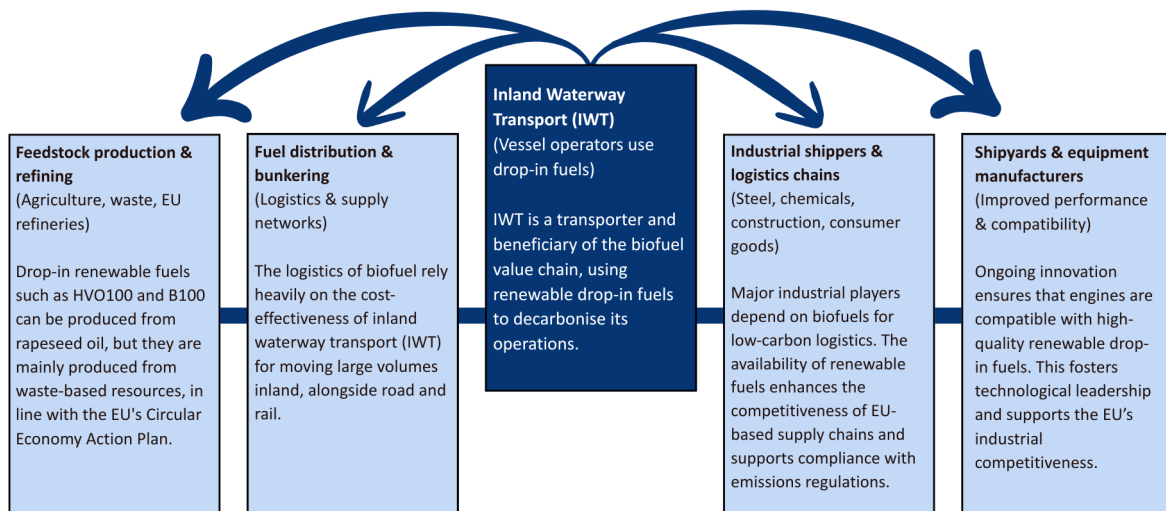 Feedstock production &
refining
(Agriculture, waste, EU
refineries)
Drop-in renewable fuels
such as HVO100 and B100
can be produced from
rapeseed oil, but they are
mainly produced from
waste-based resources, in
line with the EU's Circular
Economy Action Plan.
Fuel distribution &
bunkering
(Logistics & supply
networks)
The logistics of biofuel rely
heavily on the cost-
effectiveness of inland
waterway transport (IWT)
for moving large volumes
inland, alongside road and
rail.
Inland Waterway
Transport (IWT)
(Vessel operators use
drop-in fuels)
IWT is a transporter and
beneficiary of the biofuel
value chain, using
renewable drop-in fuels
to decarbonise its
operations.
Industrial shippers &
logistics chains
(Steel, chemicals,
construction, consumer
goods)
Major industrial players
depend on biofuels for
low-carbon logistics. The
availability of renewable
fuels enhances the
competitiveness of EU-
based supply chains and
supports compliance with
emissions regulations.
Shipyards & equipment
manufacturers
(Improved performance
& compatibility)
Ongoing innovation
ensures that engines are
compatible with high-
quality renewable drop-
in fuels. This fosters
technological leadership
and supports the EU’s
industrial
competitiveness.